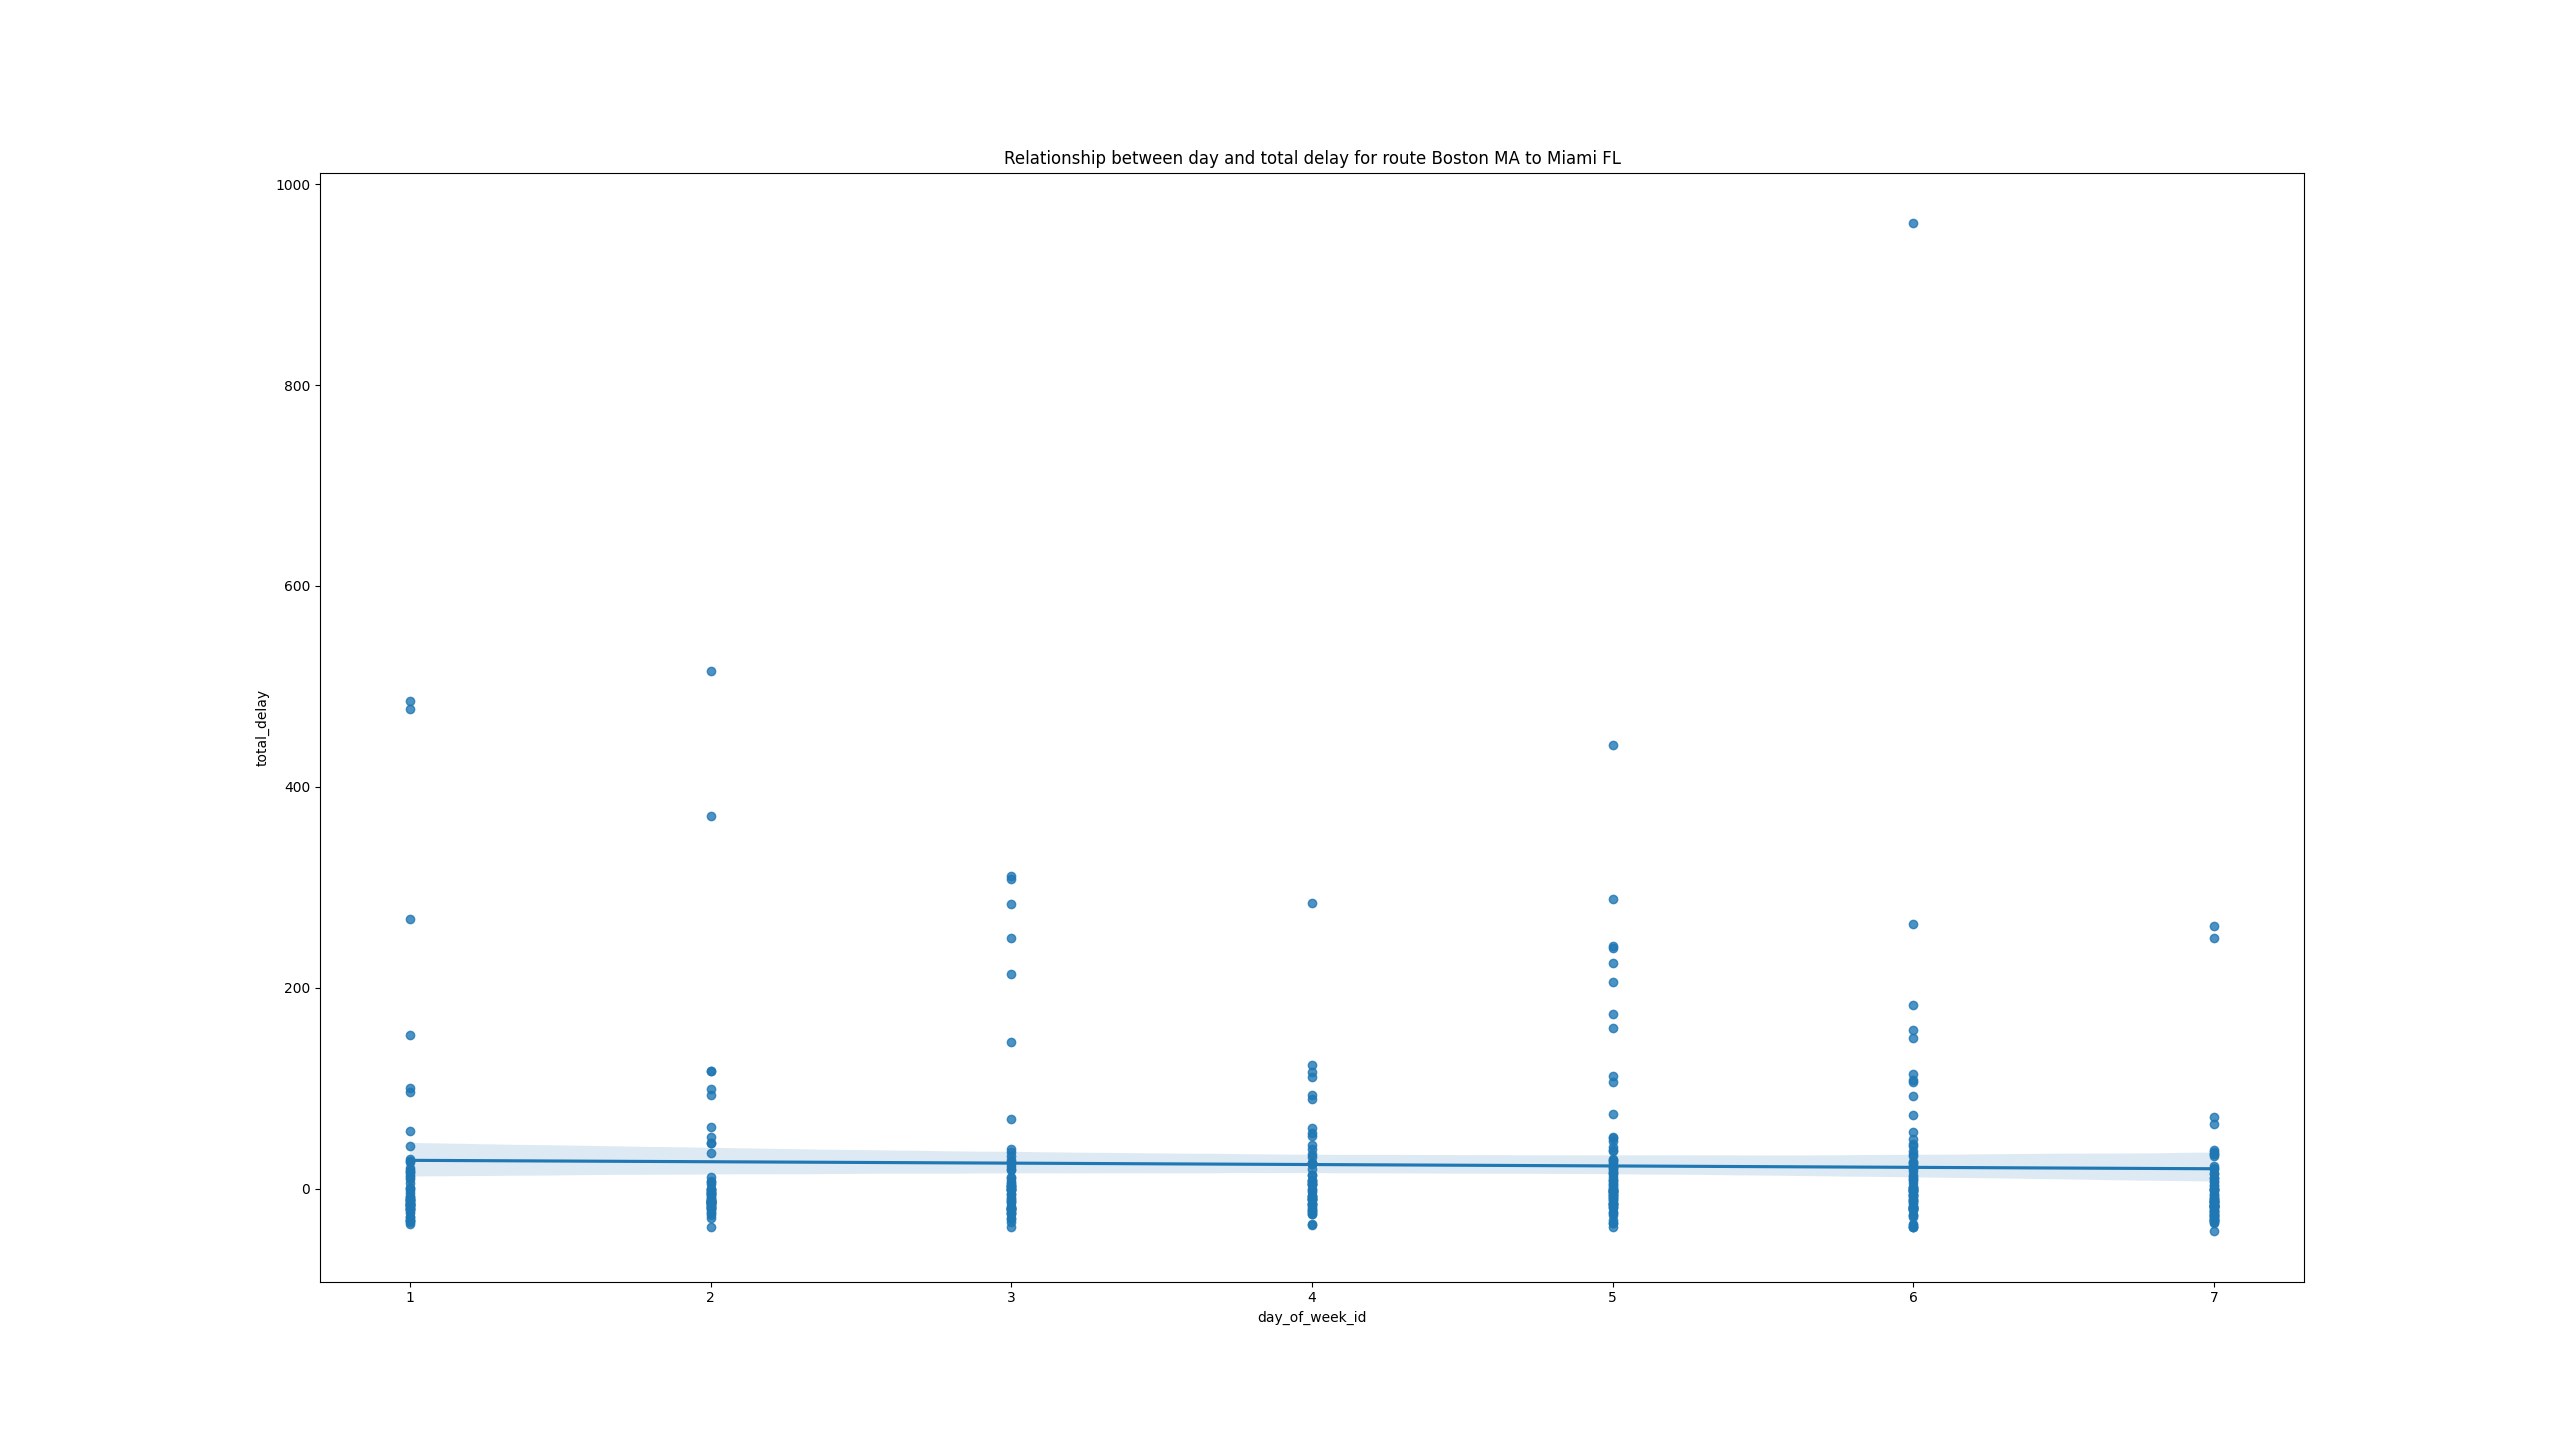 Relationship between day and total delay for route Boston MA to Miami FL
1000
800
600
400
200
0
total_delay
1 2 3 4 5 6 7
day_of_week_id